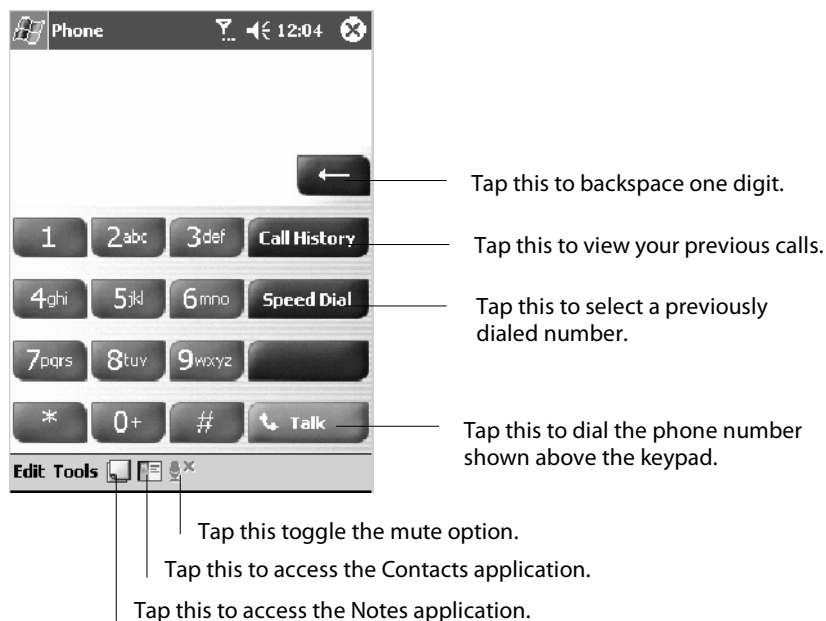 Phone 12:04
Tap this to backspace one digit.
1 2abc 3def Call History
Tap this to view your previous calls.
4ghi 5jkl 6mno Speed Dial
Tap this to select a previously
dialed number.
7pqrs 8tuv 9wxyz
* 0+ # Talk
Tap this to dial the phone number
shown above the keypad.
Edit Tools
Tap this toggle the mute option.
Tap this to access the Contacts application.
Tap this to access the Notes application.